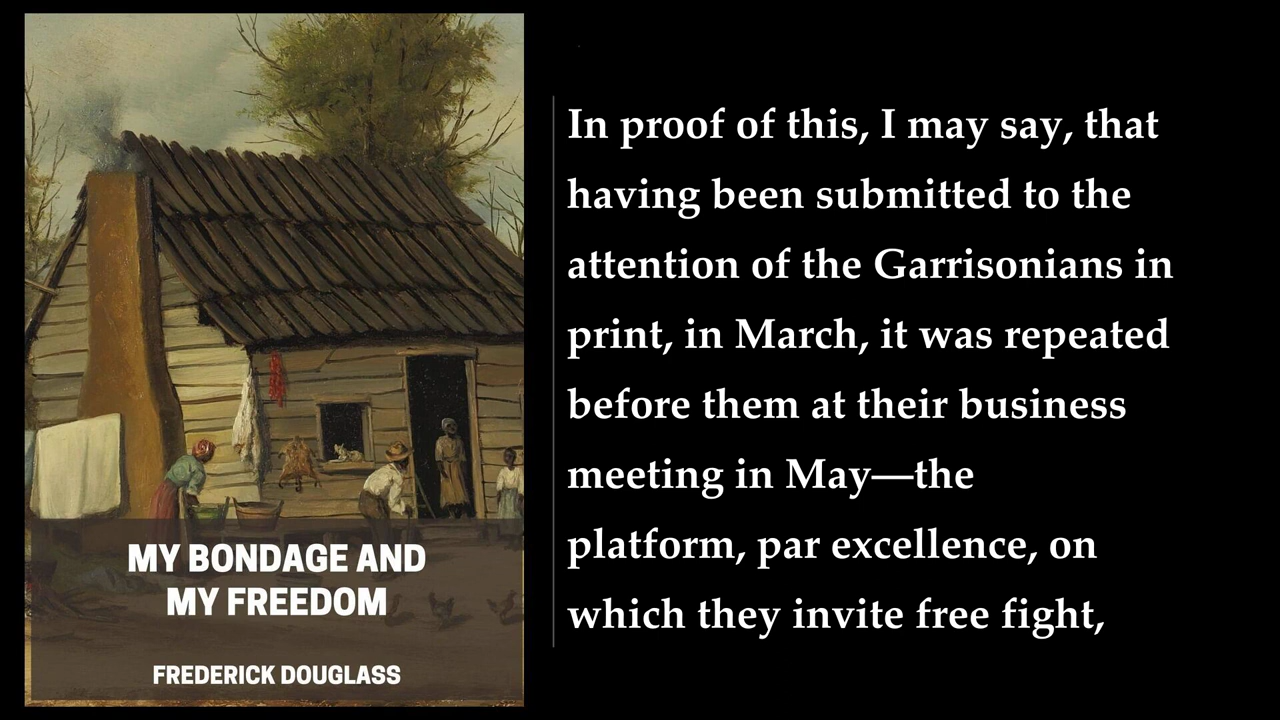 MY BONDAGE AND
MY FREEDOM
FREDERICK DOUGLASS
In proof of this, I may say, that
having been submitted to the
attention of the Garrisonians in
print, in March, it was repeated
before them at their business
meeting in May—the
platform, par excellence, on
which they invite free fight,